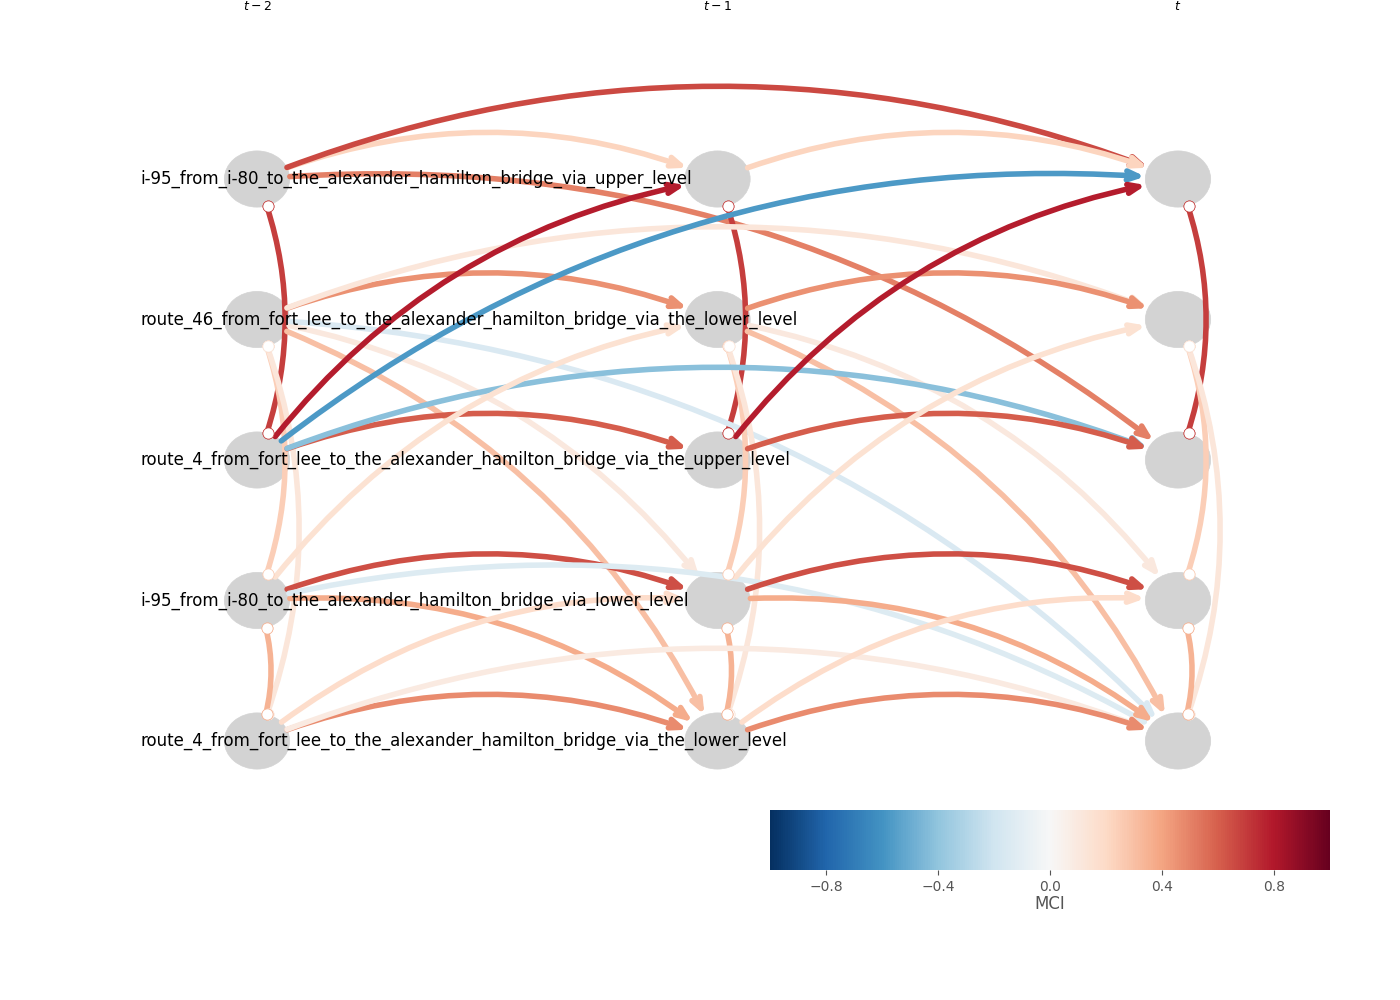 t − 2 t − 1 t
i-95_from_i-80_to_the_alexander_hamilton_bridge_via_upper_level
route_46_from_fort_lee_to_the_alexander_hamilton_bridge_via_the_lower_level
route_4_from_fort_lee_to_the_alexander_hamilton_bridge_via_the_upper_level
i-95_from_i-80_to_the_alexander_hamilton_bridge_via_lower_level
route_4_from_fort_lee_to_the_alexander_hamilton_bridge_via_the_lower_level
−0.8 −0.4 0.0 0.4 0.8
MCI